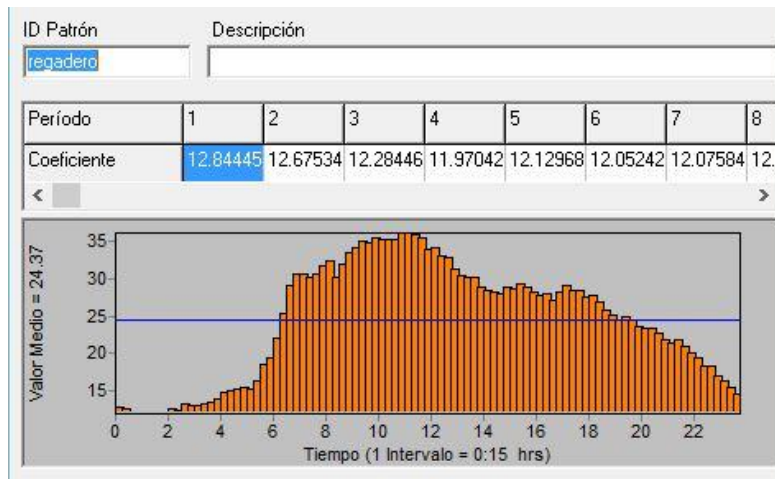 ID Patrón Descripción
regadero
Período 1 2 3 4 5 6 7 8
Coeficiente 12.84445 12.67534 12.28446 11.97042 12.12968 12.05242 12.07584 12.
Valor Medio = 24.37
35
30
25
20
15
0 2 4 6 8 10 12 14 16 18 20 22
Tiempo (1 Intervalo = 0:15 hrs)